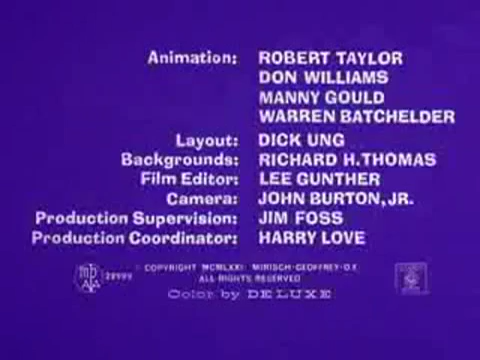 Animation: ROBERT TAYLOR
DON WILLIAMS
MANNY GOULD
WARREN BATCHELDER
Layout: DICK UNG
Backgrounds: RICHARD H. THOMAS
Film Editor: LEE GUNTHER
Camera: JOHN BURTON, JR.
Production Supervision: JIM FOSS
Production Coordinator: HARRY LOVE
© COPYRIGHT MCMLXXI MIRISCH-GEOFFREY-D.F.
ALL RIGHTS RESERVED
Color by DE LUXE